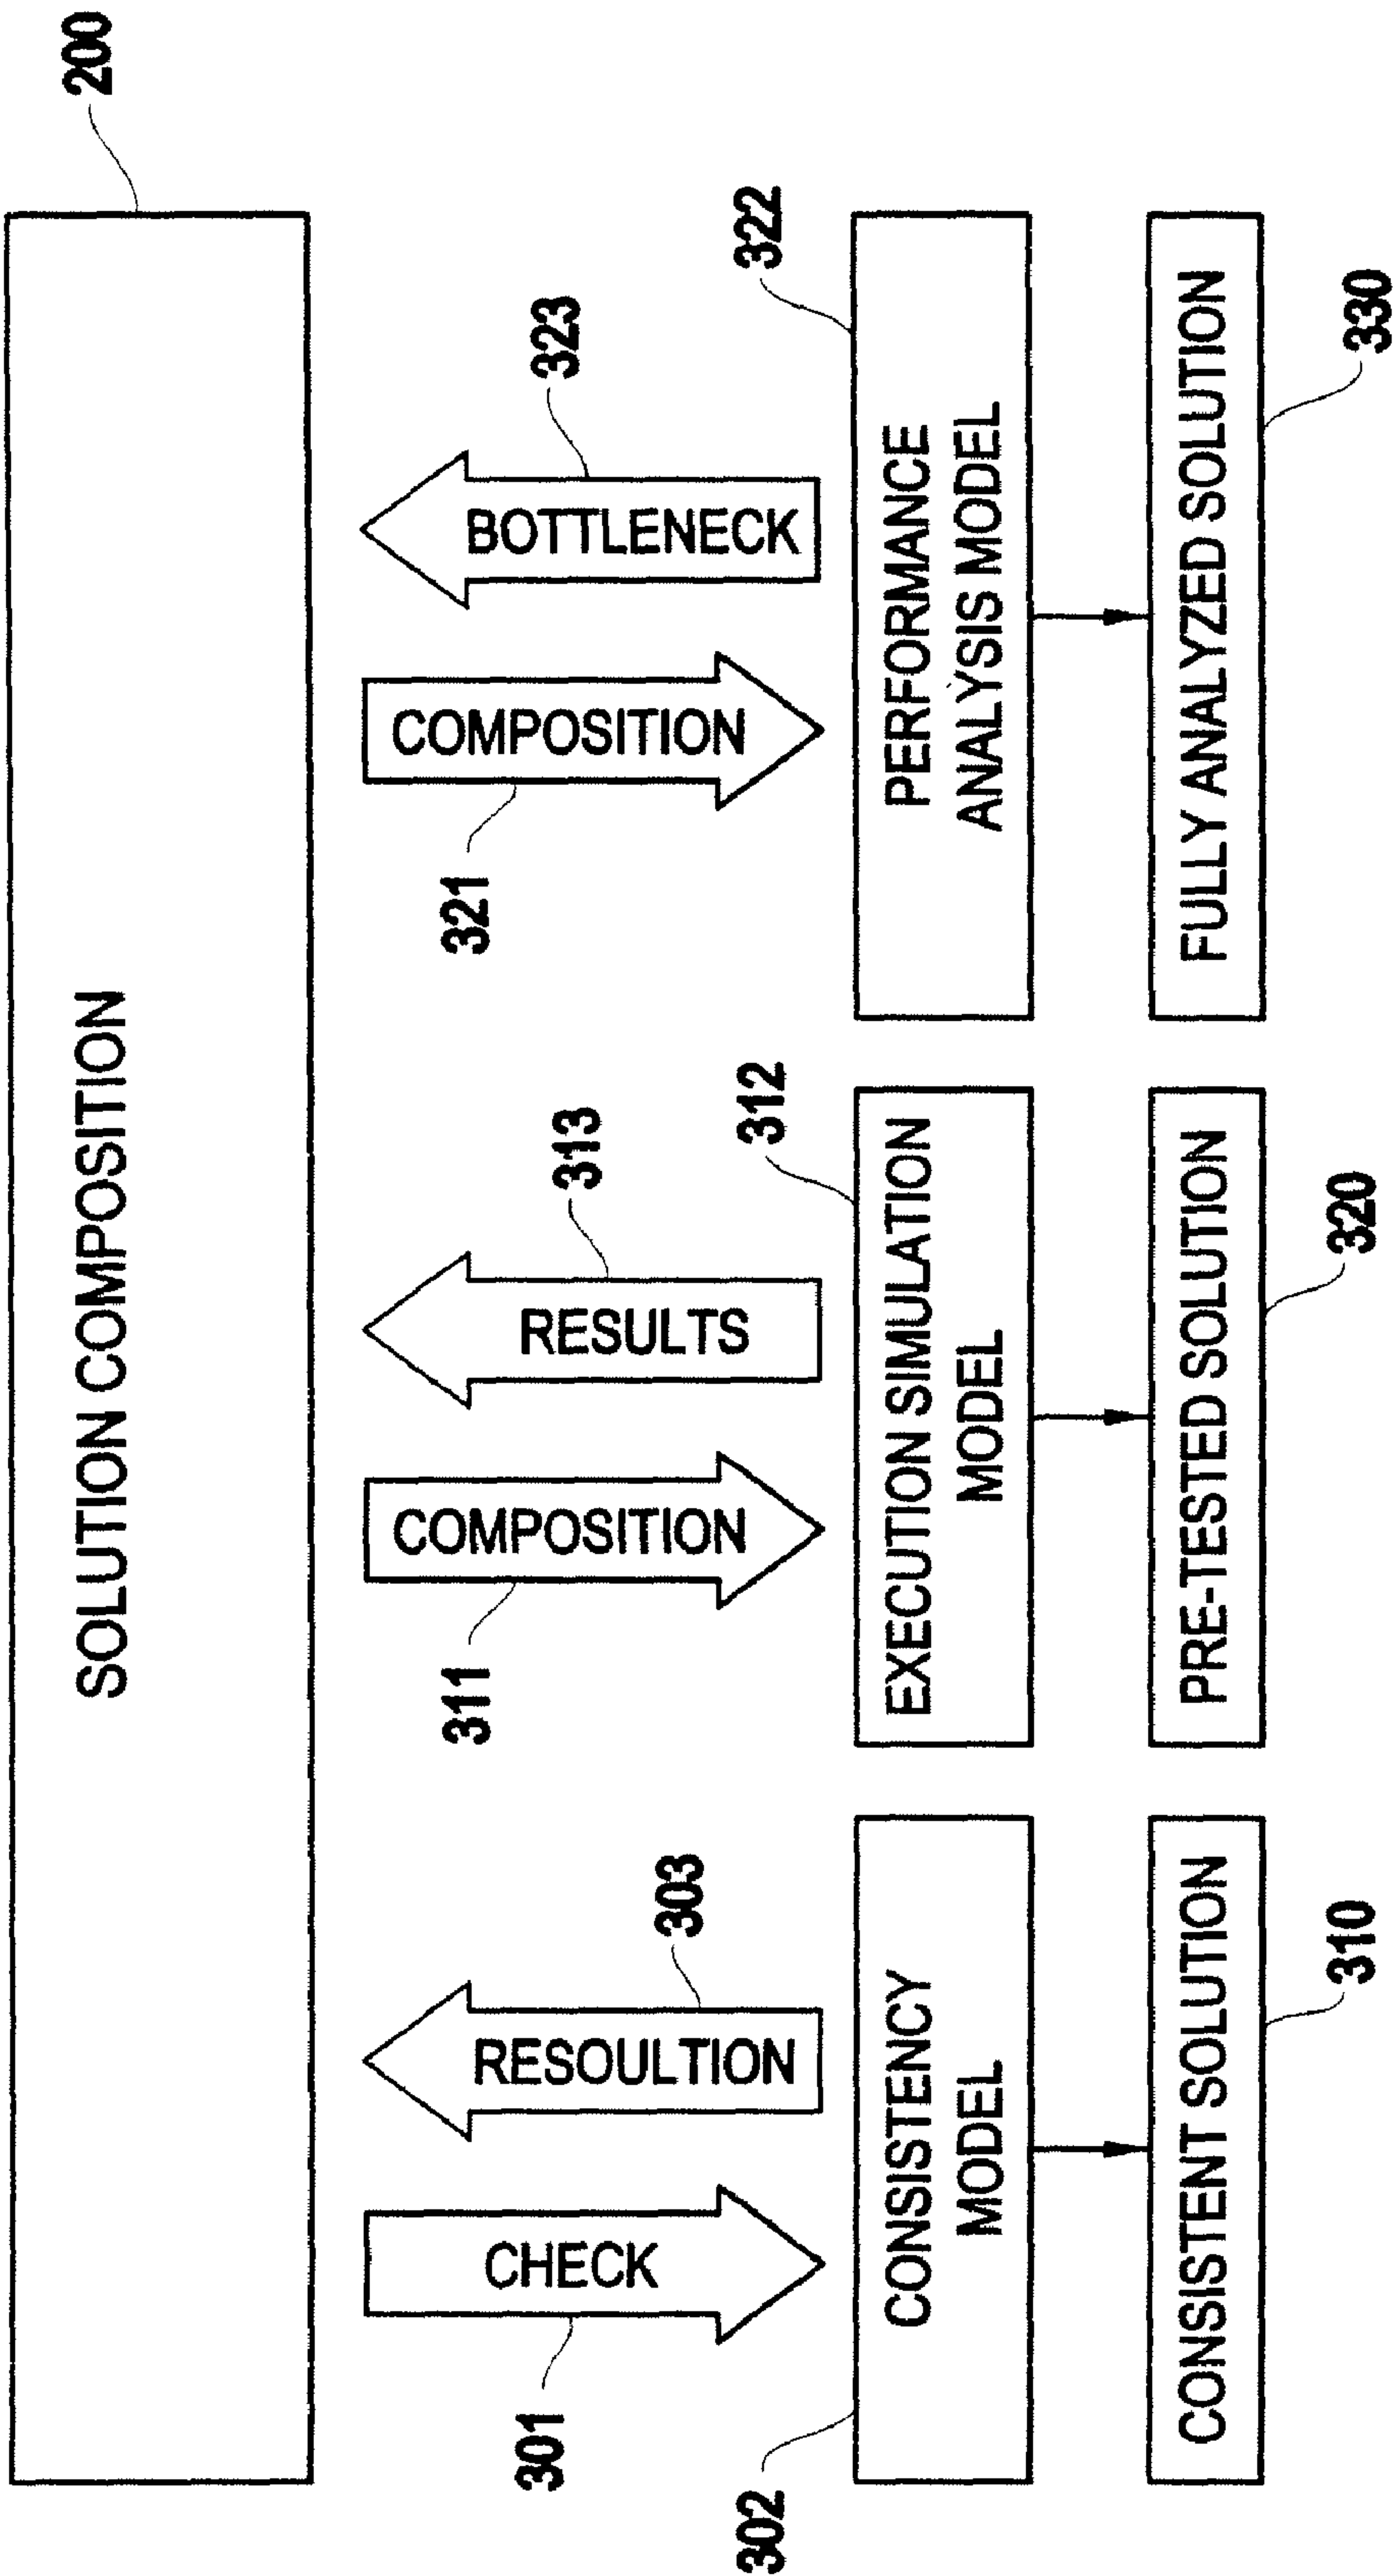 200
SOLUTION COMPOSITION
301
CHECK
RESOULTION
303
311
COMPOSITION
RESULTS
313
321
COMPOSITION
BOTTLENECK
323
302
CONSISTENCY
MODEL
EXECUTION SIMULATION
MODEL
312
PERFORMANCE
ANALYSIS MODEL
322
CONSISTENT SOLUTION
310
PRE-TESTED SOLUTION
320
FULLY ANALYZED SOLUTION
330